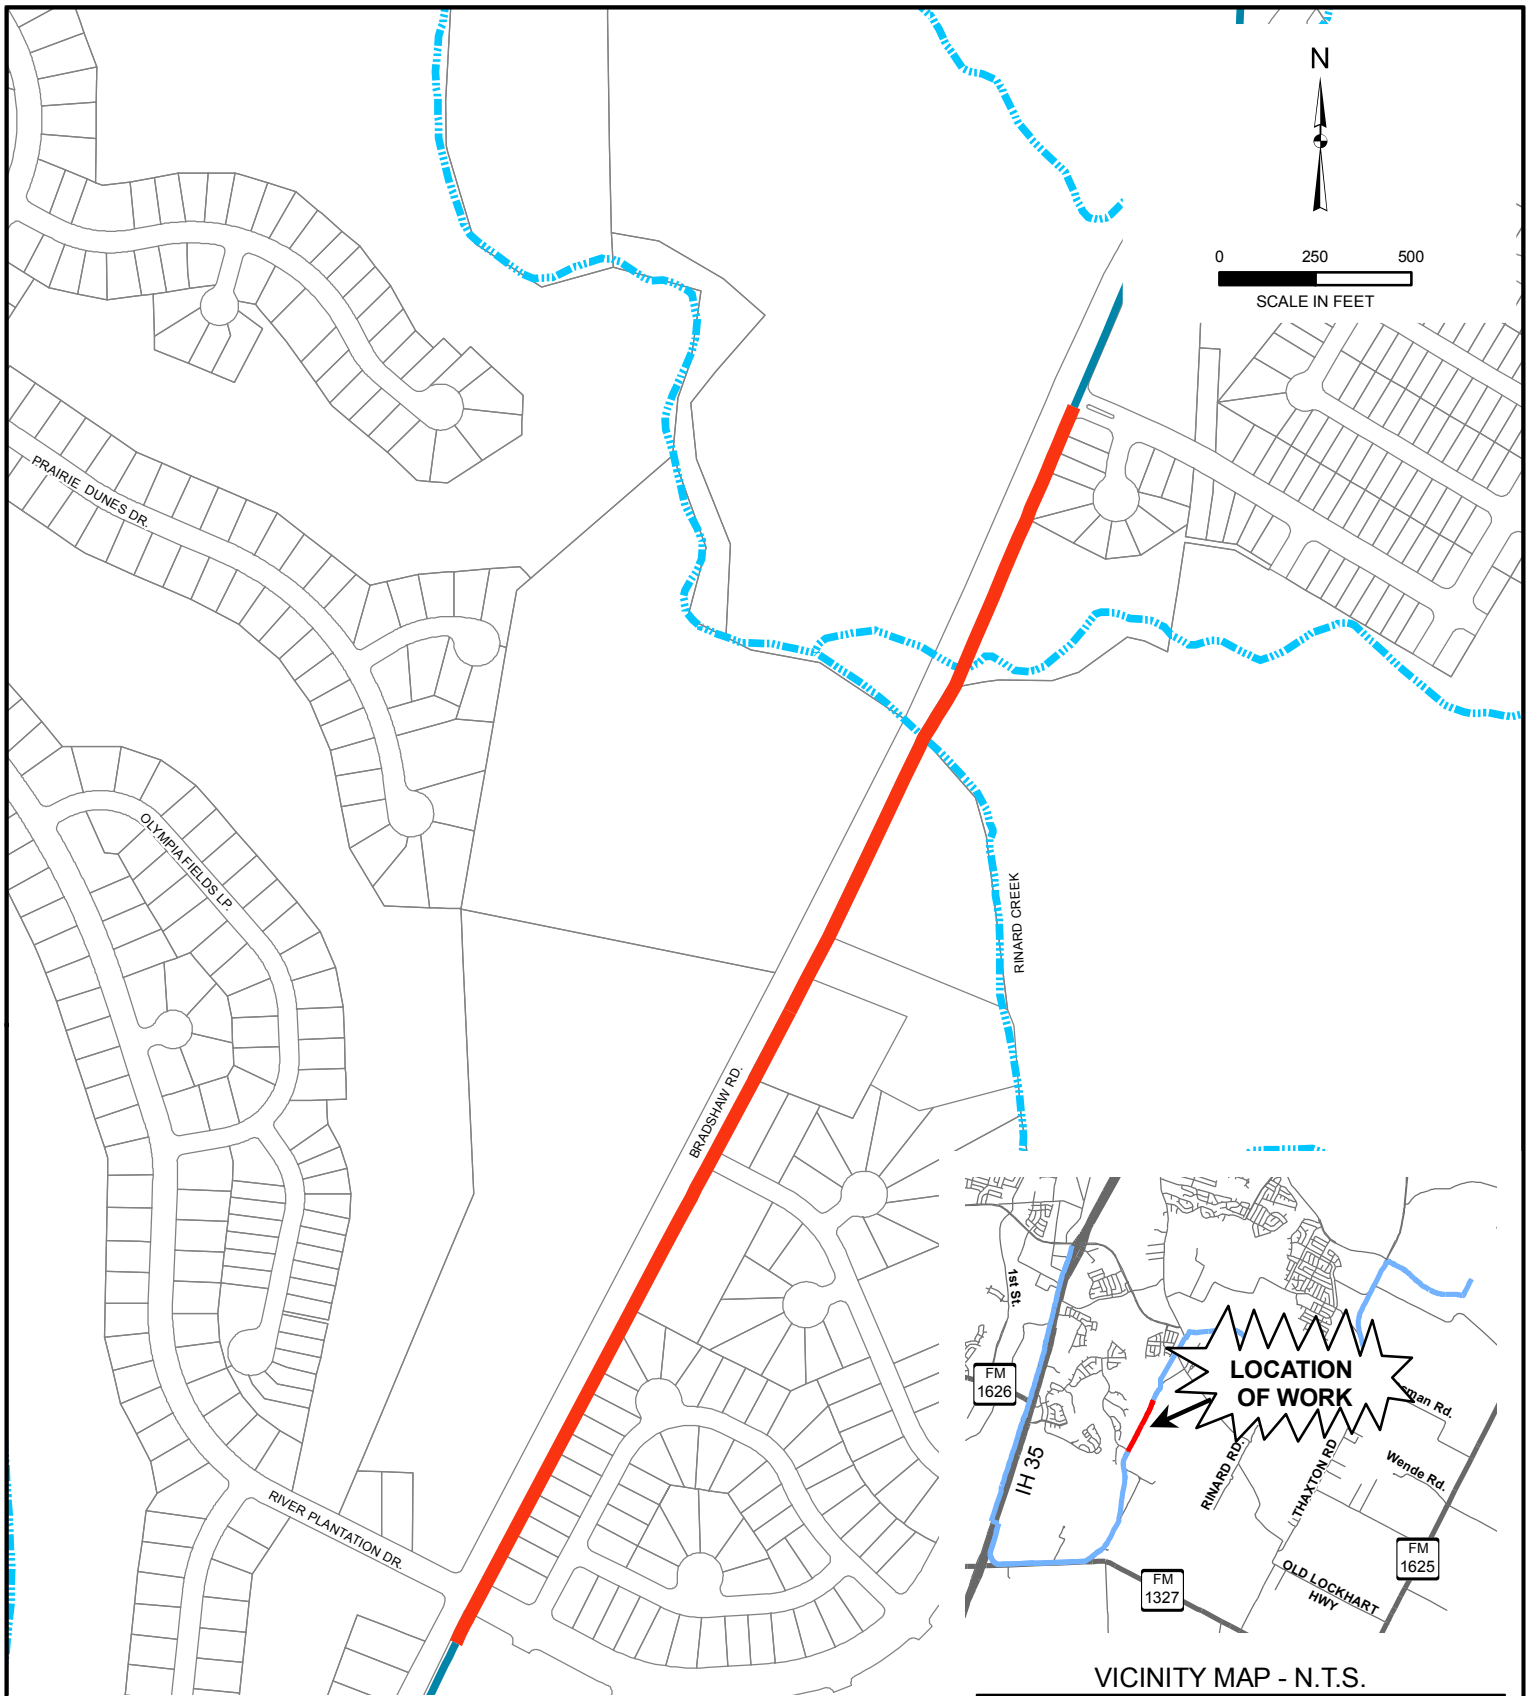 N
0 250 500
SCALE IN FEET
PRAIRIE DUNES DR.
OLYMPIA FIELDS LP.
RINARD CREEK
BRADSHAW RD.
RIVER PLANTATION DR.
1st St.
FM
1626
IH 35
LOCATION
OF WORK
Rd.
Wende Rd.
RINARD RD.
THAXTON RD
FM
1625
FM
1327
OLD LOCKHART
HWY
VICINITY MAP - N.T.S.